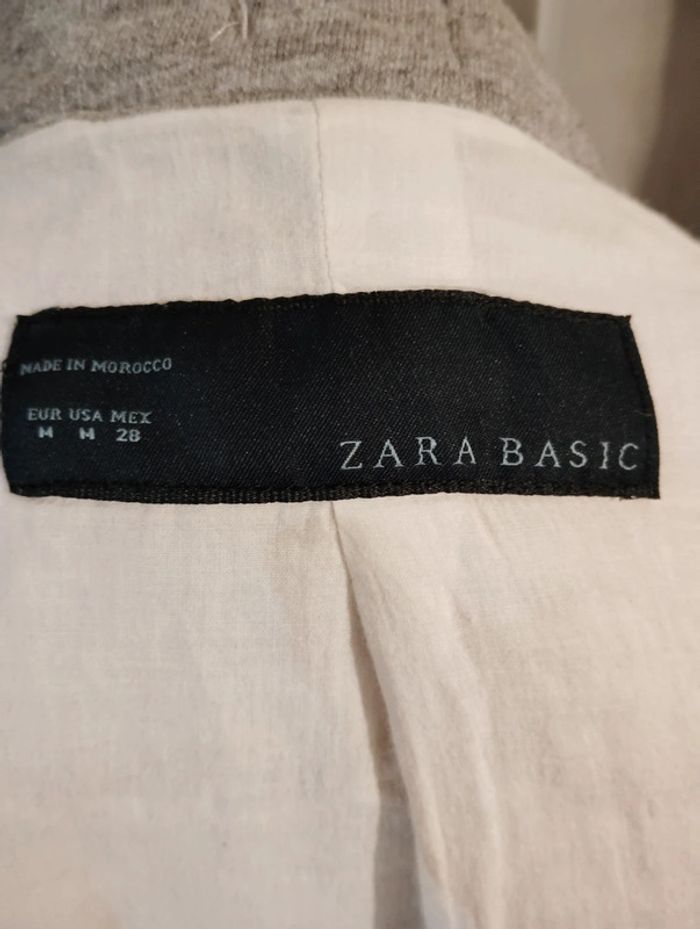 MADE IN MOROCCO
EUR USA MEX
M M 28
ZARA BASIC